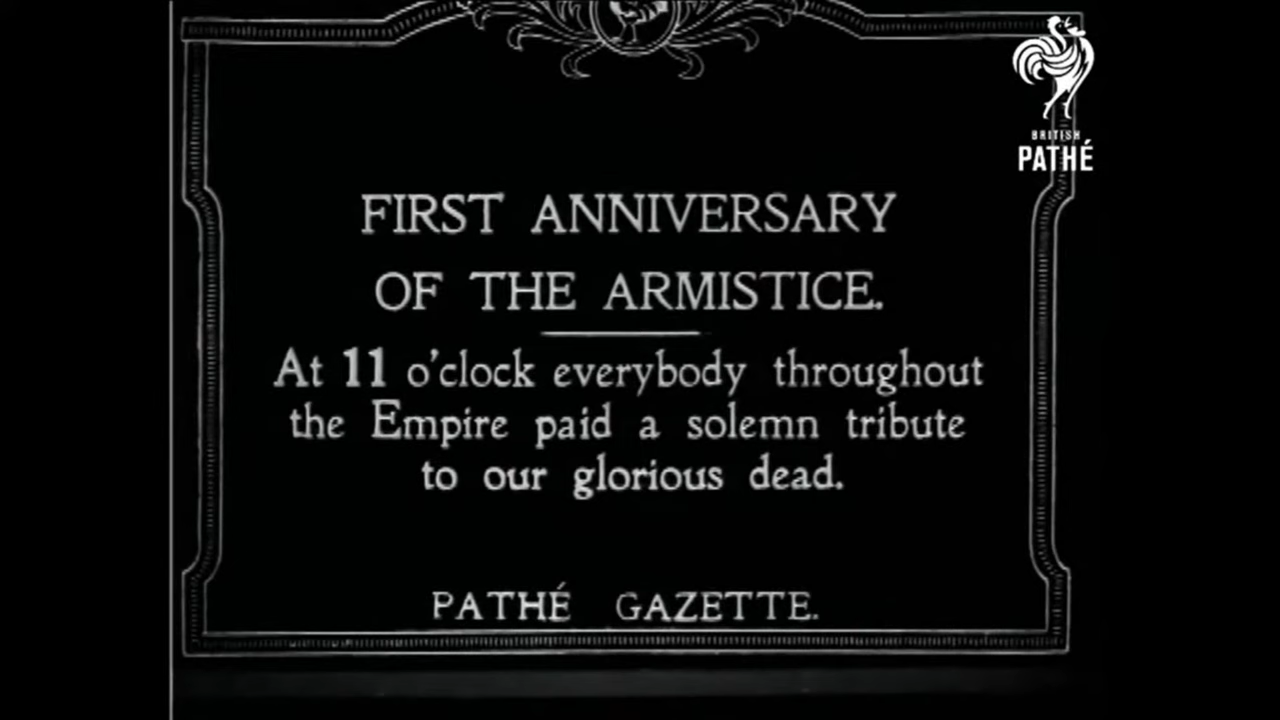 BRITISH
PATHÉ
FIRST ANNIVERSARY
OF THE ARMISTICE.
At 11 o'clock everybody throughout
the Empire paid a solemn tribute
to our glorious dead.
PATHÉ GAZETTE.